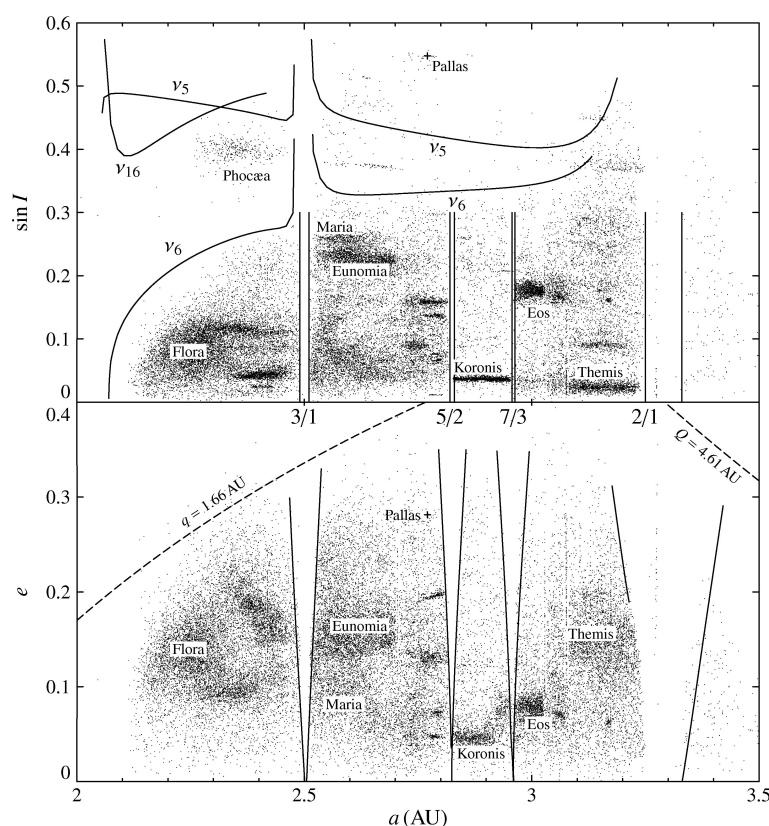 0.6
ν5
Pallas
0.5
ν16
0.4
ν5
Phocæa
sin I
0.3
ν6
ν6
Maria
Eunomia
0.2
Eos
0.1
Flora
Koronis
Themis
0
0.4
3/1
5/2
7/3
2/1
q = 1.66 AU
Q = 4.61 AU
0.3
Pallas
e
0.2
Eunomia
Themis
Flora
0.1
Maria
Eos
Koronis
0
2
2.5
3
3.5
a (AU)